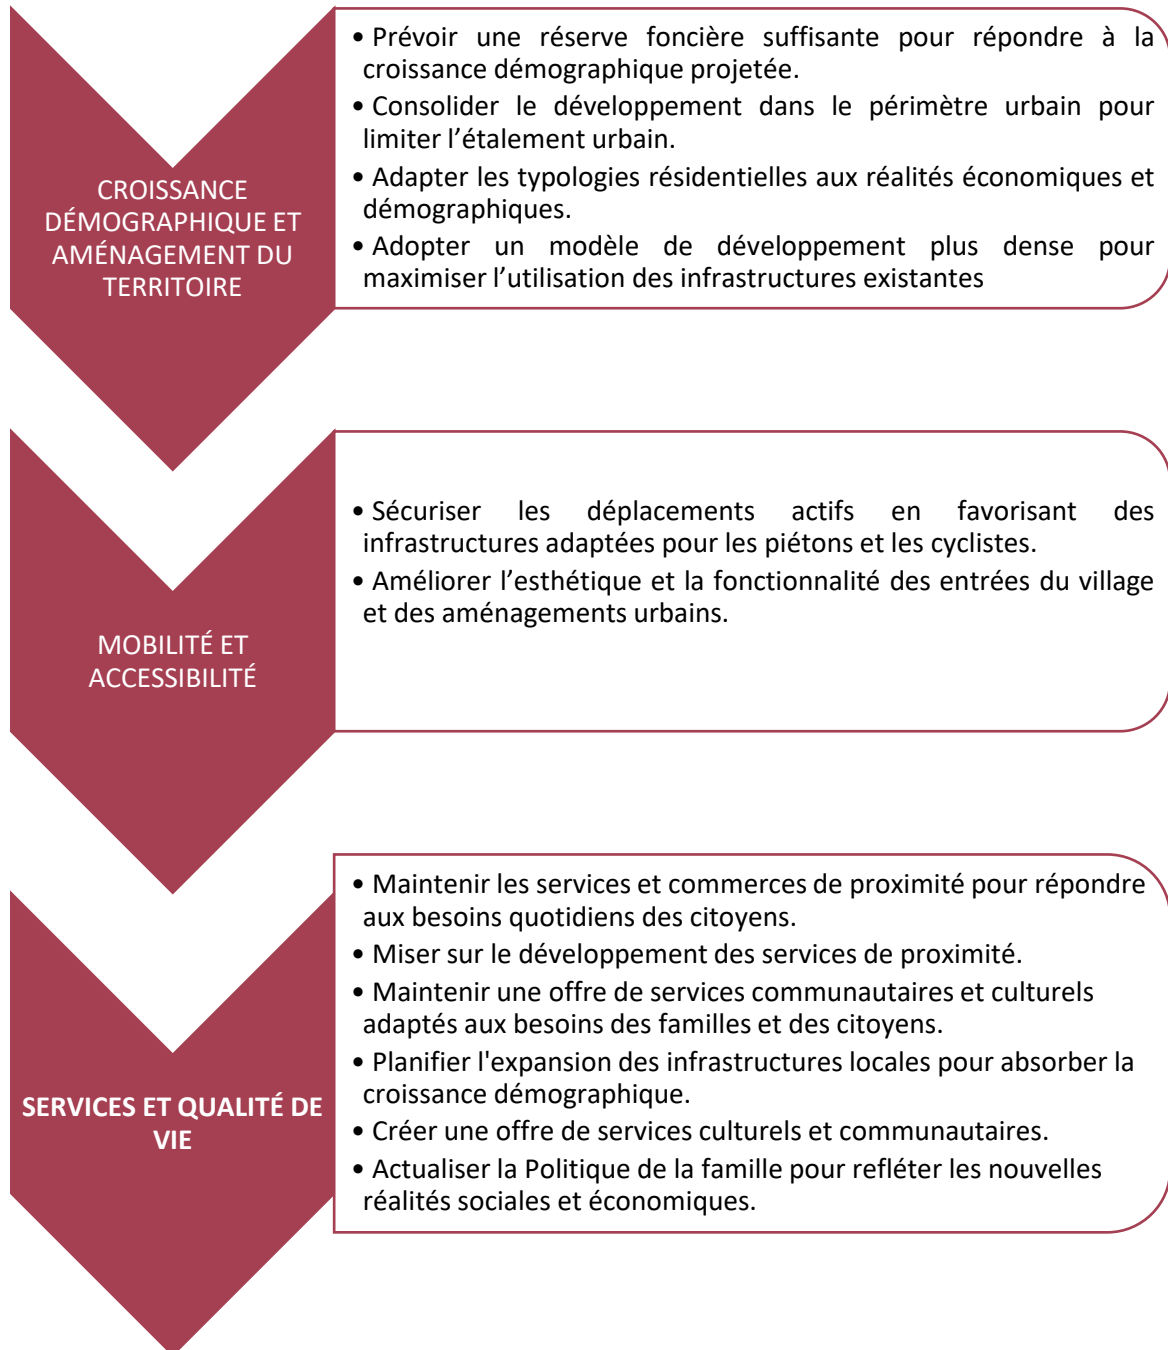 CROISSANCE
DÉMOGRAPHIQUE ET
AMÉNAGEMENT DU
TERRITOIRE
• Prévoir une réserve foncière suffisante pour répondre à la
croissance démographique projetée.
• Consolider le développement dans le périmètre urbain pour
limiter l’étalement urbain.
• Adapter les typologies résidentielles aux réalités économiques et
démographiques.
• Adopter un modèle de développement plus dense pour
maximiser l’utilisation des infrastructures existantes
MOBILITÉ ET
ACCESSIBILITÉ
• Sécuriser les déplacements actifs en favorisant des
infrastructures adaptées pour les piétons et les cyclistes.
• Améliorer l’esthétique et la fonctionnalité des entrées du village
et des aménagements urbains.
SERVICES ET QUALITÉ DE
VIE
• Maintenir les services et commerces de proximité pour répondre
aux besoins quotidiens des citoyens.
• Miser sur le développement des services de proximité.
• Maintenir une offre de services communautaires et culturels
adaptés aux besoins des familles et des citoyens.
• Planifier l'expansion des infrastructures locales pour absorber la
croissance démographique.
• Créer une offre de services culturels et communautaires.
• Actualiser la Politique de la famille pour refléter les nouvelles
réalités sociales et économiques.